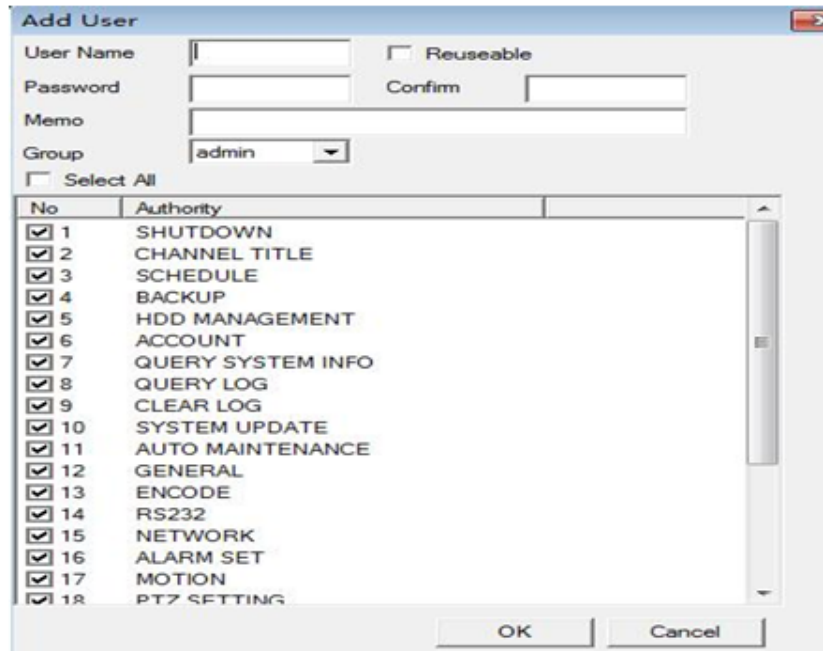 Add User
User Name Reuseable
Password Confirm
Memo
Group admin
Select All
No Authority
1 SHUTDOWN
2 CHANNEL TITLE
3 SCHEDULE
4 BACKUP
5 HDD MANAGEMENT
6 ACCOUNT
7 QUERY SYSTEM INFO
8 QUERY LOG
9 CLEAR LOG
10 SYSTEM UPDATE
11 AUTO MAINTENANCE
12 GENERAL
13 ENCODE
14 RS232
15 NETWORK
16 ALARM SET
17 MOTION
18 PTZ SETTING
OK Cancel